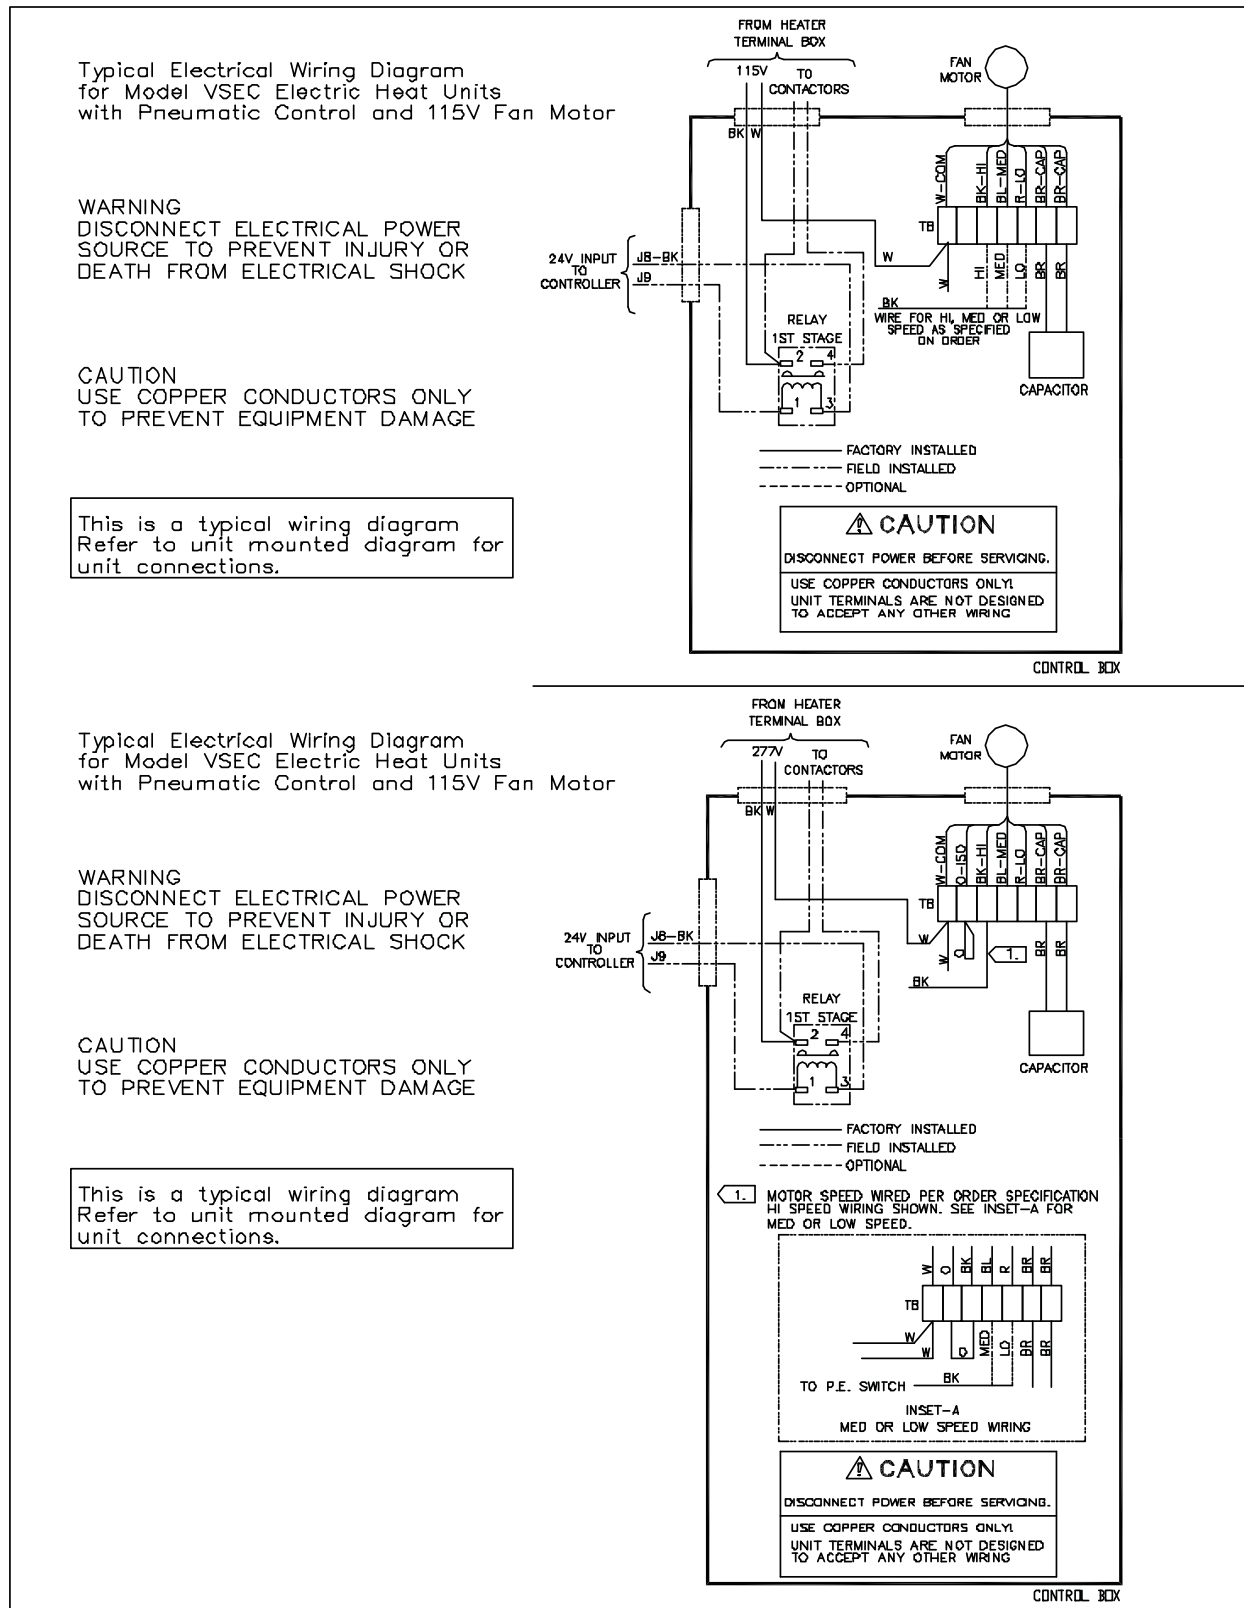 Typical Electrical Wiring Diagram
for Model VSEC Electric Heat Units
with Pneumatic Control and 115V Fan Motor
WARNING
DISCONNECT ELECTRICAL POWER
SOURCE TO PREVENT INJURY OR
DEATH FROM ELECTRICAL SHOCK
CAUTION
USE COPPER CONDUCTORS ONLY
TO PREVENT EQUIPMENT DAMAGE
This is a typical wiring diagram
Refer to unit mounted diagram for
unit connections.
FROM HEATER
TERMINAL BOX
115V
TO
CONTACTORS
FAN
MOTOR
BK W
W-COM
BK-HI
BL-MED
R-LO
BR-CAP
BR-CAP
TB
24V INPUT
TO
CONTROLLER
J8-BK
J9
W
W
HI
MED
LO
BR
BR
BK
WIRE FOR HI, MED OR LOW
SPEED AS SPECIFIED
ON ORDER
RELAY
1ST STAGE
2 4
1 3
CAPACITOR
FACTORY INSTALLED
FIELD INSTALLED
OPTIONAL
! CAUTION
DISCONNECT POWER BEFORE SERVICING.
USE COPPER CONDUCTORS ONLY!
UNIT TERMINALS ARE NOT DESIGNED
TO ACCEPT ANY OTHER WIRING
CONTROL BOX
Typical Electrical Wiring Diagram
for Model VSEC Electric Heat Units
with Pneumatic Control and 115V Fan Motor
WARNING
DISCONNECT ELECTRICAL POWER
SOURCE TO PREVENT INJURY OR
DEATH FROM ELECTRICAL SHOCK
CAUTION
USE COPPER CONDUCTORS ONLY
TO PREVENT EQUIPMENT DAMAGE
This is a typical wiring diagram
Refer to unit mounted diagram for
unit connections.
FROM HEATER
TERMINAL BOX
277V
TO
CONTACTORS
FAN
MOTOR
BK W
W-COM
O-ISO
BK-HI
BL-MED
R-LO
BR-CAP
BR-CAP
TB
24V INPUT
TO
CONTROLLER
J8-BK
J9
W
W
O
1.
BR
BR
BK
RELAY
1ST STAGE
2 4
1 3
CAPACITOR
FACTORY INSTALLED
FIELD INSTALLED
OPTIONAL
1. MOTOR SPEED WIRED PER ORDER SPECIFICATION
HI SPEED WIRING SHOWN. SEE INSET-A FOR
MED OR LOW SPEED.
W
O
BK
BL
R
BR
BR
TB
W
W
O
MED
LO
BR
BR
TO P.E. SWITCH
BK
INSET-A
MED OR LOW SPEED WIRING
! CAUTION
DISCONNECT POWER BEFORE SERVICING.
USE COPPER CONDUCTORS ONLY!
UNIT TERMINALS ARE NOT DESIGNED
TO ACCEPT ANY OTHER WIRING
CONTROL BOX